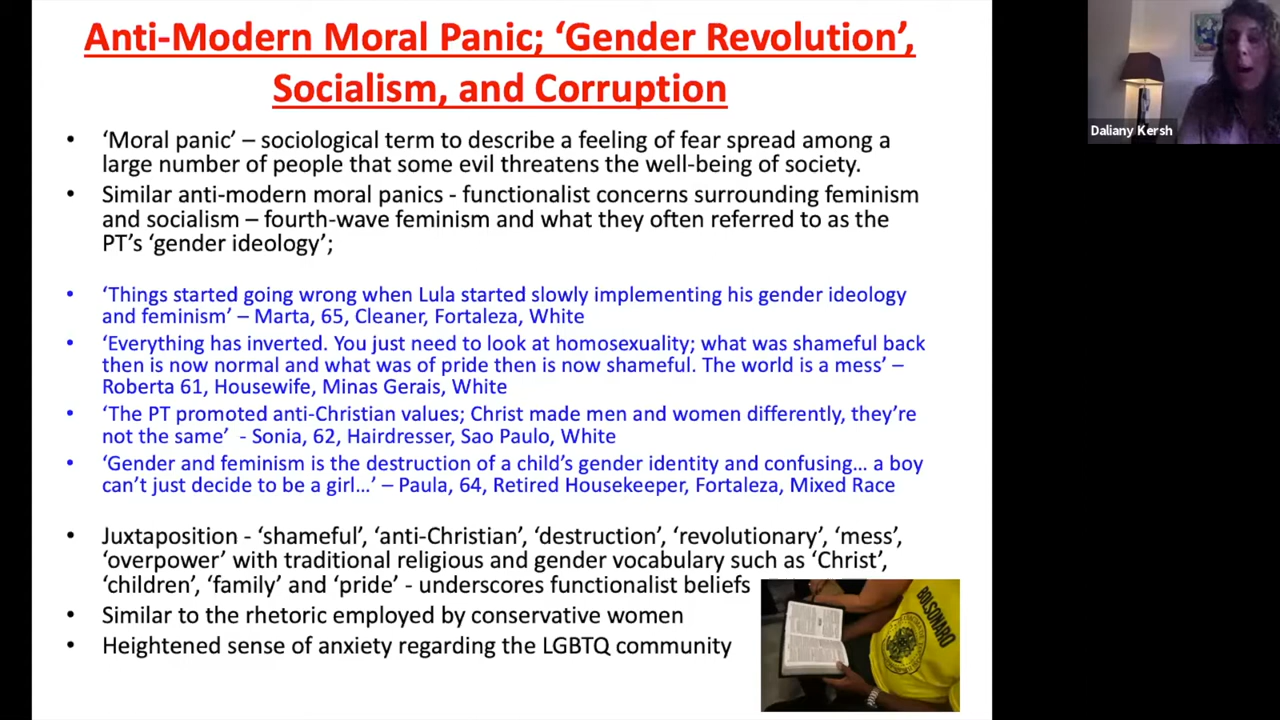 Anti-Modern Moral Panic; ‘Gender Revolution’,
Socialism, and Corruption
Daliany Kersh
• ‘Moral panic’ – sociological term to describe a feeling of fear spread among a
large number of people that some evil threatens the well-being of society.
• Similar anti-modern moral panics - functionalist concerns surrounding feminism
and socialism – fourth-wave feminism and what they often referred to as the
PT’s ‘gender ideology’;
• ‘Things started going wrong when Lula started slowly implementing his gender ideology
and feminism’ – Marta, 65, Cleaner, Fortaleza, White
• ‘Everything has inverted. You just need to look at homosexuality; what was shameful back
then is now normal and what was of pride then is now shameful. The world is a mess’ –
Roberta 61, Housewife, Minas Gerais, White
• ‘The PT promoted anti-Christian values; Christ made men and women differently, they’re
not the same’ - Sonia, 62, Hairdresser, Sao Paulo, White
• ‘Gender and feminism is the destruction of a child’s gender identity and confusing… a boy
can’t just decide to be a girl…’ – Paula, 64, Retired Housekeeper, Fortaleza, Mixed Race
• Juxtaposition - ‘shameful’, ‘anti-Christian’, ‘destruction’, ‘revolutionary’, ‘mess’,
‘overpower’ with traditional religious and gender vocabulary such as ‘Christ’,
‘children’, ‘family’ and ‘pride’ - underscores functionalist beliefs
• Similar to the rhetoric employed by conservative women
• Heightened sense of anxiety regarding the LGBTQ community
BOLSONARO